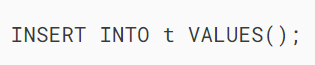 INSERT INTO t VALUES();